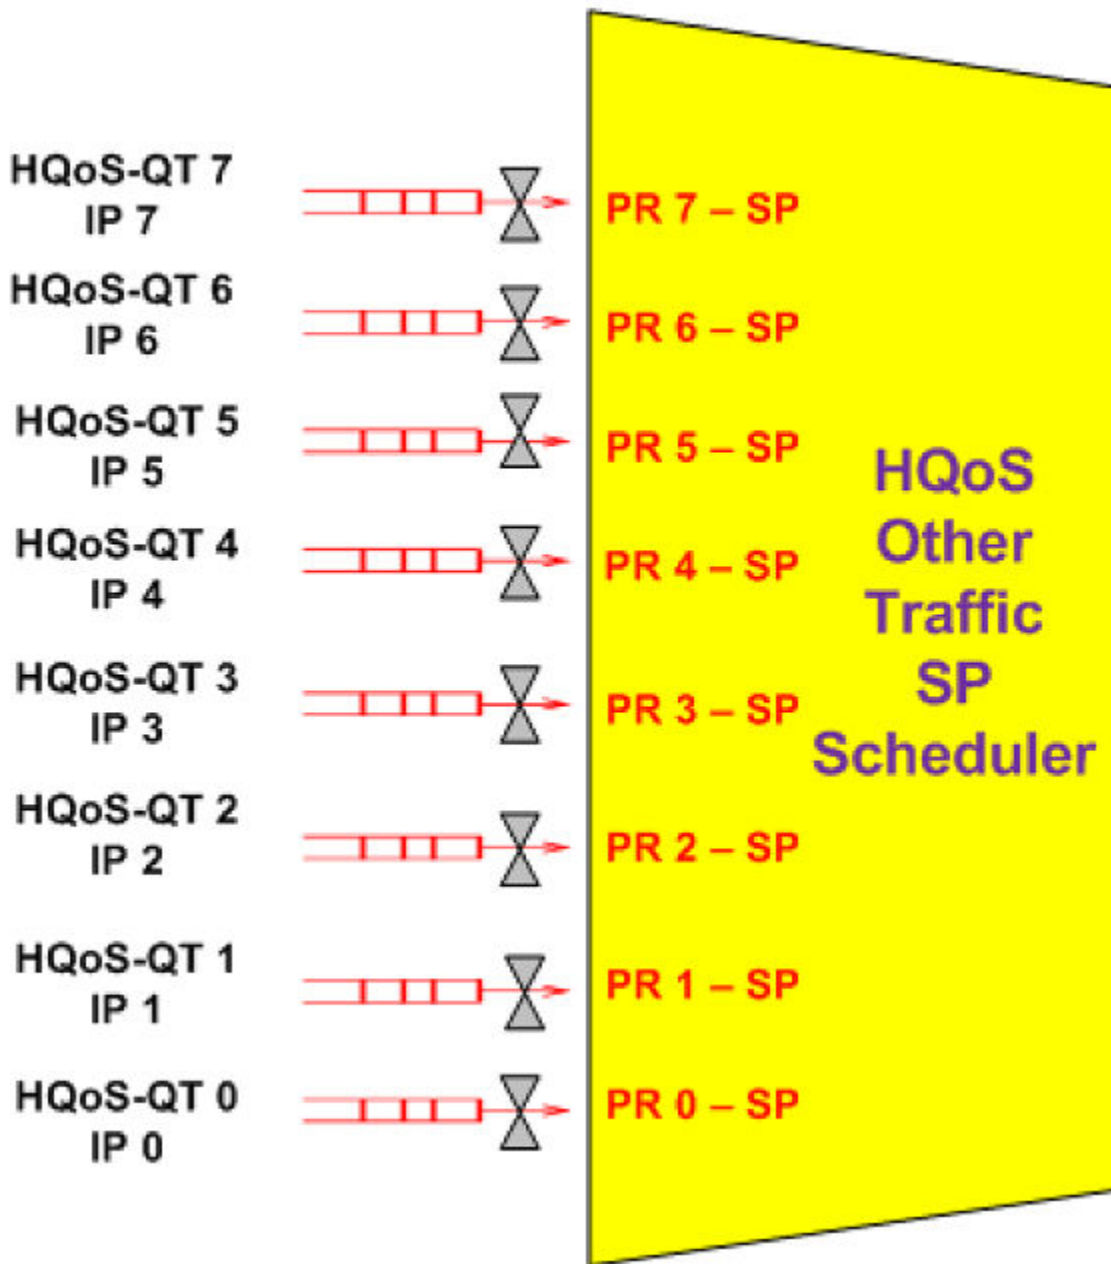 HQoS-QT 7
IP 7
PR 7 – SP
HQoS-QT 6
IP 6
PR 6 – SP
HQoS-QT 5
IP 5
PR 5 – SP
HQoS-QT 4
IP 4
PR 4 – SP
HQoS-QT 3
IP 3
PR 3 – SP
HQoS-QT 2
IP 2
PR 2 – SP
HQoS-QT 1
IP 1
PR 1 – SP
HQoS-QT 0
IP 0
PR 0 – SP
HQoS
Other
Traffic
SP
Scheduler